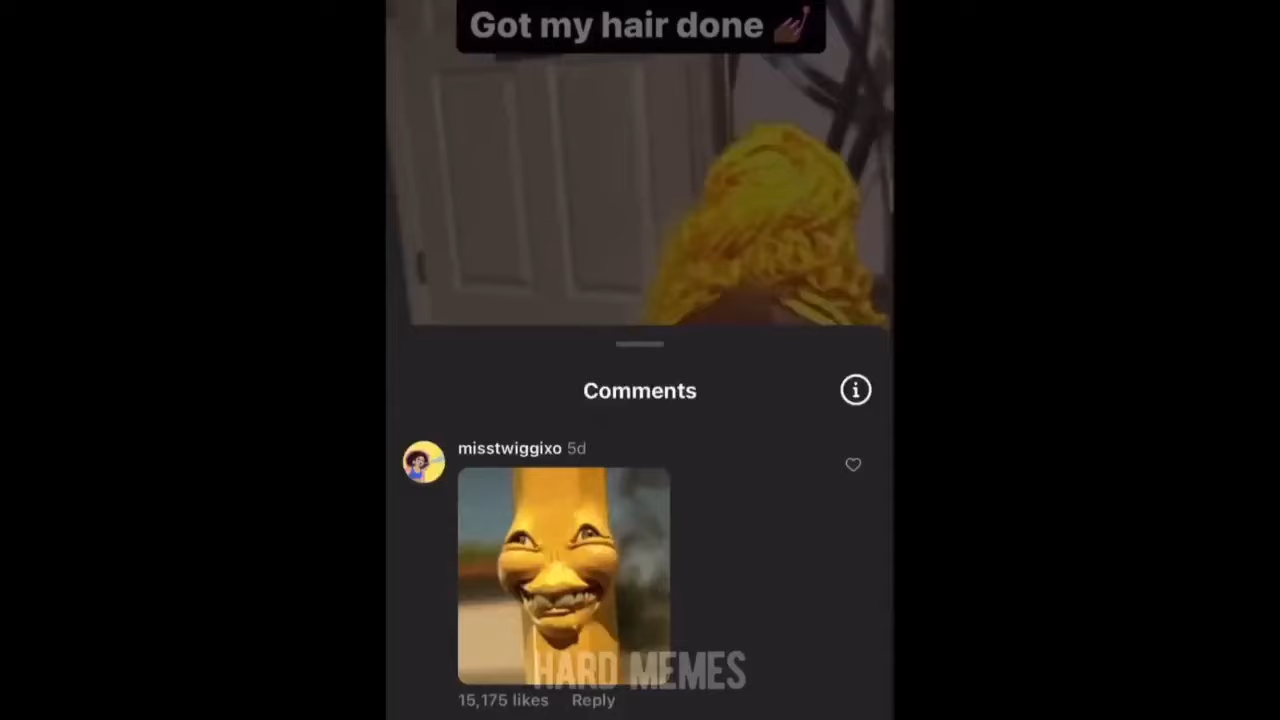 Got my hair done 💅🏾
Comments
misstwiggixo 5d
HARD MEMES
15,175 likes Reply